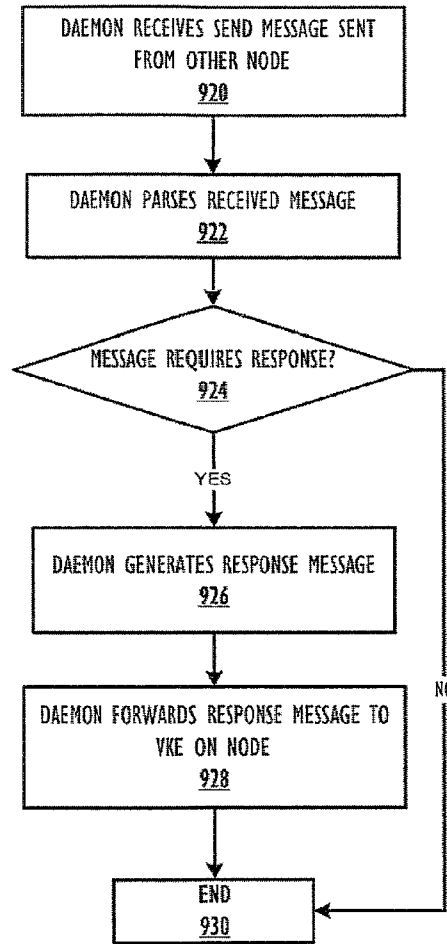 DAEMON RECEIVES SEND MESSAGE SENT
FROM OTHER NODE
920
DAEMON PARSES RECEIVED MESSAGE
922
MESSAGE REQUIRES RESPONSE?
924
YES
DAEMON GENERATES RESPONSE MESSAGE
926
NO
DAEMON FORWARDS RESPONSE MESSAGE TO
VKE ON NODE
928
END
930